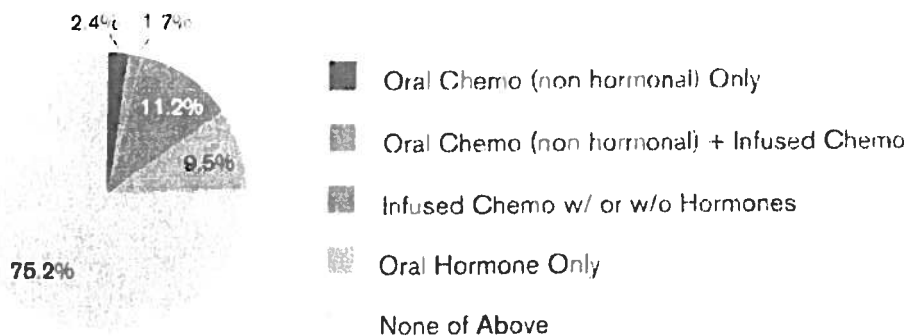 2.4% 1.7%
11.2%
9.5%
75.2%
Oral Chemo (non hormonal) Only
Oral Chemo (non hormonal) + Infused Chemo
Infused Chemo w/ or w/o Hormones
Oral Hormone Only
None of Above